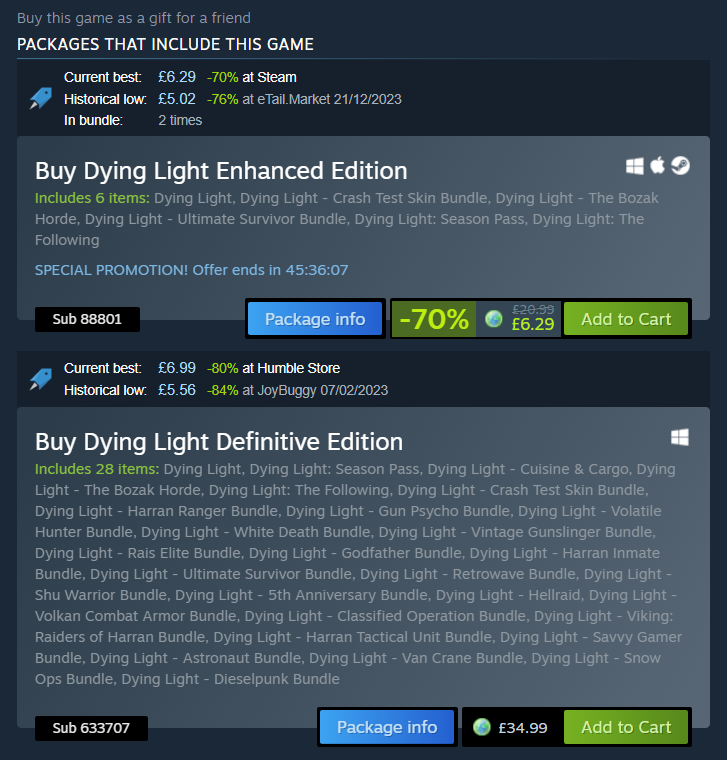 Buy this game as a gift for a friend
PACKAGES THAT INCLUDE THIS GAME
Current best: £6.29 -70% at Steam
Historical low: £5.02 -76% at eTail.Market 21/12/2023
In bundle: 2 times
Buy Dying Light Enhanced Edition
Includes 6 items: Dying Light, Dying Light - Crash Test Skin Bundle, Dying Light - The Bozak
Horde, Dying Light - Ultimate Survivor Bundle, Dying Light: Season Pass, Dying Light: The
Following
SPECIAL PROMOTION! Offer ends in 45:36:07
Sub 88801
Package info
-70%
£20.99
£6.29
Add to Cart
Current best: £6.99 -80% at Humble Store
Historical low: £5.56 -84% at JoyBuggy 07/02/2023
Buy Dying Light Definitive Edition
Includes 28 items: Dying Light, Dying Light: Season Pass, Dying Light - Cuisine & Cargo, Dying
Light - The Bozak Horde, Dying Light: The Following, Dying Light - Crash Test Skin Bundle,
Dying Light - Harran Ranger Bundle, Dying Light - Gun Psycho Bundle, Dying Light - Volatile
Hunter Bundle, Dying Light - White Death Bundle, Dying Light - Vintage Gunslinger Bundle,
Dying Light - Rais Elite Bundle, Dying Light - Godfather Bundle, Dying Light - Harran Inmate
Bundle, Dying Light - Ultimate Survivor Bundle, Dying Light - Retrowave Bundle, Dying Light -
Shu Warrior Bundle, Dying Light - 5th Anniversary Bundle, Dying Light - Hellraid, Dying Light -
Volkan Combat Armor Bundle, Dying Light - Classified Operation Bundle, Dying Light - Viking:
Raiders of Harran Bundle, Dying Light - Harran Tactical Unit Bundle, Dying Light - Savvy Gamer
Bundle, Dying Light - Astronaut Bundle, Dying Light - Van Crane Bundle, Dying Light - Snow
Ops Bundle, Dying Light - Dieselpunk Bundle
Sub 633707
Package info
£34.99
Add to Cart